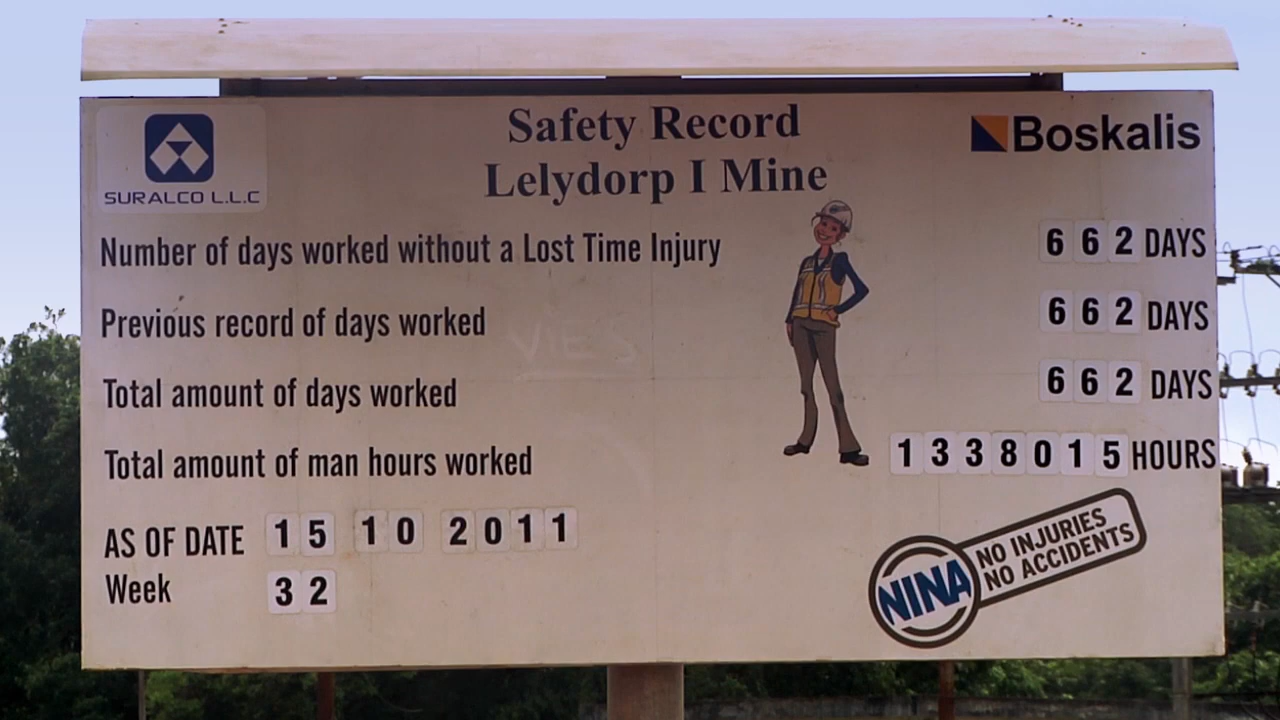 SURALCO L.L.C
Safety Record
Lelydorp I Mine
Boskalis
Number of days worked without a Lost Time Injury 662 DAYS
Previous record of days worked 662 DAYS
VIES
Total amount of days worked 662 DAYS
Total amount of man hours worked 1338015 HOURS
AS OF DATE 15 10 2011
Week 32
NINA NO INJURIES
NO ACCIDENTS